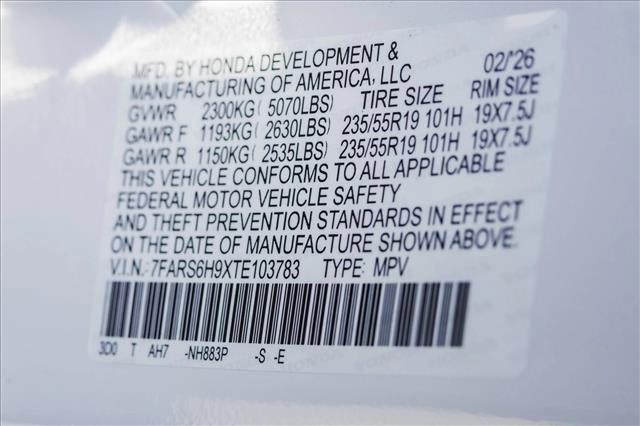 MFD. BY HONDA DEVELOPMENT & 02/'26
MANUFACTURING OF AMERICA, LLC
GVWR 2300KG( 5070LBS) TIRE SIZE RIM SIZE
GAWR F 1193KG( 2630LBS) 235/55R19 101H 19X7.5J
GAWR R 1150KG( 2535LBS) 235/55R19 101H 19X7.5J
THIS VEHICLE CONFORMS TO ALL APPLICABLE
FEDERAL MOTOR VEHICLE SAFETY
AND THEFT PREVENTION STANDARDS IN EFFECT
ON THE DATE OF MANUFACTURE SHOWN ABOVE.
V.I.N.: 7FARS6H9XTE103783 TYPE: MPV
3D0 T AH7 -NH883P -S -E